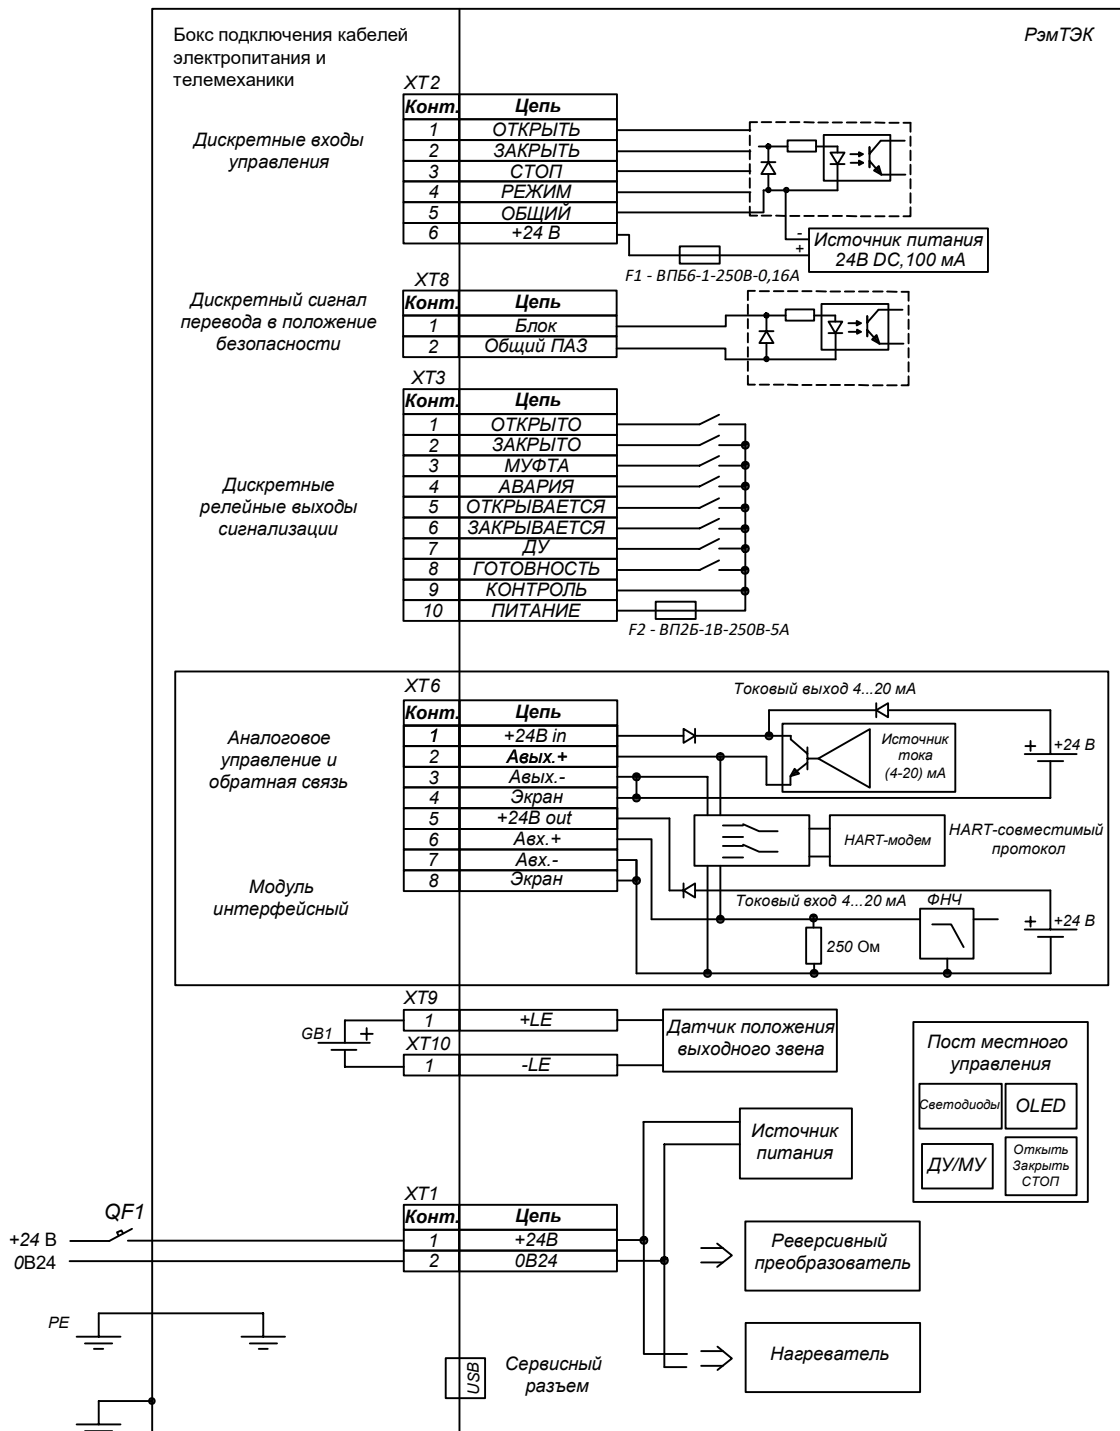 Бокс подключения кабелей
электропитания и
телемеханики
РэмТЭК
XT2
Конт. Цепь
Дискретные входы
управления
1 ОТКРЫТЬ
2 ЗАКРЫТЬ
3 СТОП
4 РЕЖИМ
5 ОБЩИЙ
6 +24 В
-
+
Источник питания
24В DC,100 мА
F1 - ВПБ6-1-250В-0,16А
Дискретный сигнал
перевода в положение
безопасности
XT8
Конт. Цепь
1 Блок
2 Общий ПАЗ
XT3
Конт. Цепь
Дискретные
релейные выходы
сигнализации
1 ОТКРЫТО
2 ЗАКРЫТО
3 МУФТА
4 АВАРИЯ
5 ОТКРЫВАЕТСЯ
6 ЗАКРЫВАЕТСЯ
7 ДУ
8 ГОТОВНОСТЬ
9 КОНТРОЛЬ
10 ПИТАНИЕ
F2 - ВП2Б-1В-250В-5А
XT6
Конт. Цепь
Аналоговое
управление и
обратная связь
Модуль
интерфейсный
1 +24В in
2 Авых.+
3 Авых.-
4 Экран
5 +24В out
6 Авх.+
7 Авх.-
8 Экран
Токовый выход 4...20 мА
Источник
тока
(4-20) мА
+ +24 В
HART-модем
HART-совместимый
протокол
Токовый вход 4...20 мА
ФНЧ
+ +24 В
250 Ом
XT9
1 +LE
GB1 +
XT10
1 -LE
Датчик положения
выходного звена
Пост местного
управления
Светодиоды OLED
ДУ/МУ
Откыть
Закрыть
СТОП
Источник
питания
XT1
Конт. Цепь
1 +24В
2 0В24
QF1
+24 В
0В24
Реверсивный
преобразователь
PE
Нагреватель
USB
Сервисный
разъем